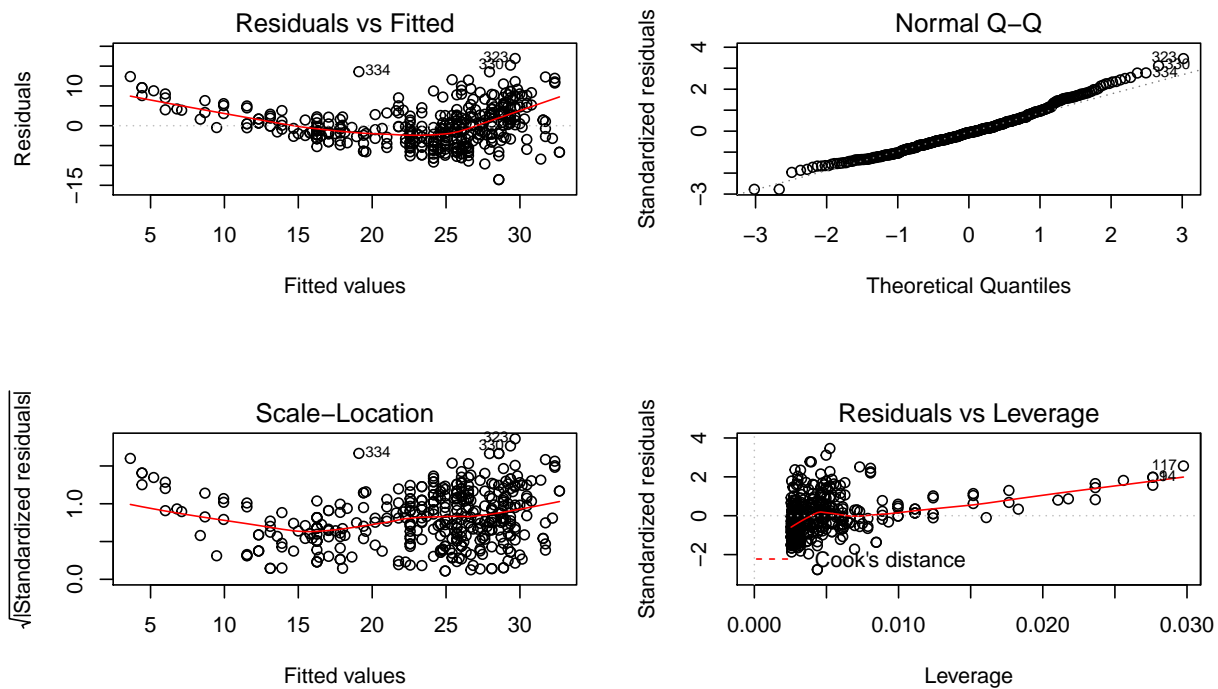 Residuals vs Fitted
Residuals
10
0
−15
323
330
334
5 10 15 20 25 30
Fitted values
Normal Q−Q
Standardized residuals
4
2
0
−3
323
330
334
−3 −2 −1 0 1 2 3
Theoretical Quantiles
Scale−Location
√|Standardized residuals|
1.0
0.0
323
330
334
5 10 15 20 25 30
Fitted values
Residuals vs Leverage
Standardized residuals
4
2
0
−2
117
94
Cook's distance
0.000 0.010 0.020 0.030
Leverage